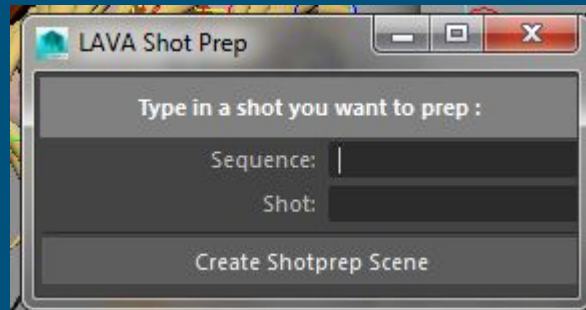 LAVA Shot Prep
Type in a shot you want to prep :
Sequence:
Shot:
Create Shotprep Scene